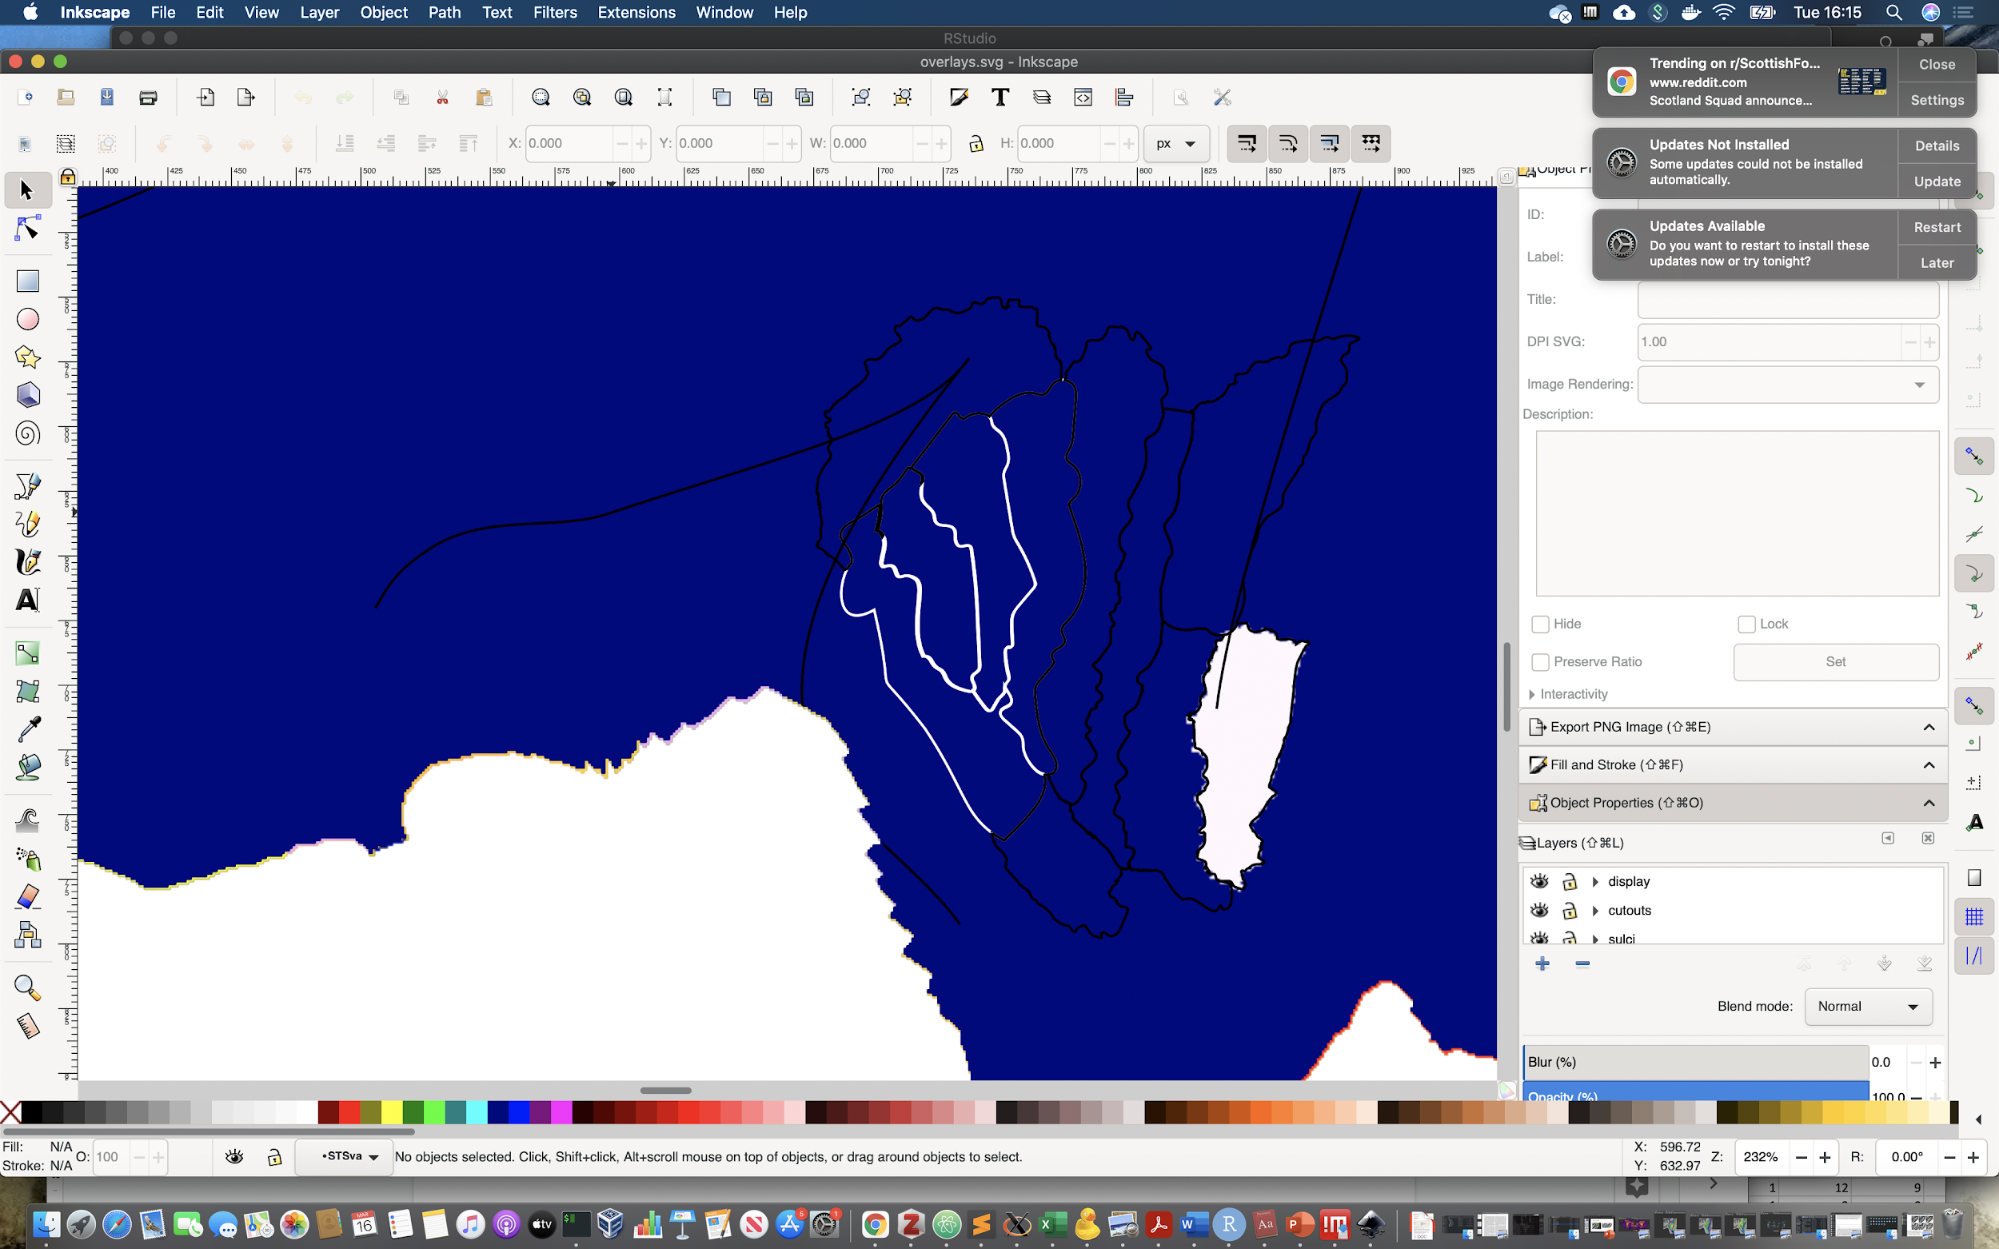 Inkscape File Edit View Layer Object Path Text Filters Extensions Window Help Tue 16:15
RStudio
overlays.svg - Inkscape
Trending on r/ScottishFo... Close
www.reddit.com
Scotland Squad announce... Settings
X: 0.000 Y: 0.000 W: 0.000 H: 0.000 px
Updates Not Installed Details
Some updates could not be installed
automatically. Update
400 425 450 475 500 525 550 575 600 625 650 675 700 725 750 775 800 825 850 875 900 925
Object Pr
ID:
Updates Available Restart
Do you want to restart to install these
updates now or try tonight? Later
Label:
Title:
DPI SVG: 1.00
Image Rendering:
Description:
Hide Lock
Preserve Ratio Set
Interactivity
Export PNG Image (⇧⌘E)
Fill and Stroke (⇧⌘F)
Object Properties (⇧⌘O)
Layers (⇧⌘L)
display
cutouts
sulci
Blend mode: Normal
Blur (%) 0.0
Opacity (%) 100.0
Fill: N/A O: 100
Stroke: N/A
•STSva No objects selected. Click, Shift+click, Alt+scroll mouse on top of objects, or drag around objects to select.
X: 596.72
Y: 632.97
Z: 232% R: 0.00°
1 12 9
MAR
16
tv
Aa